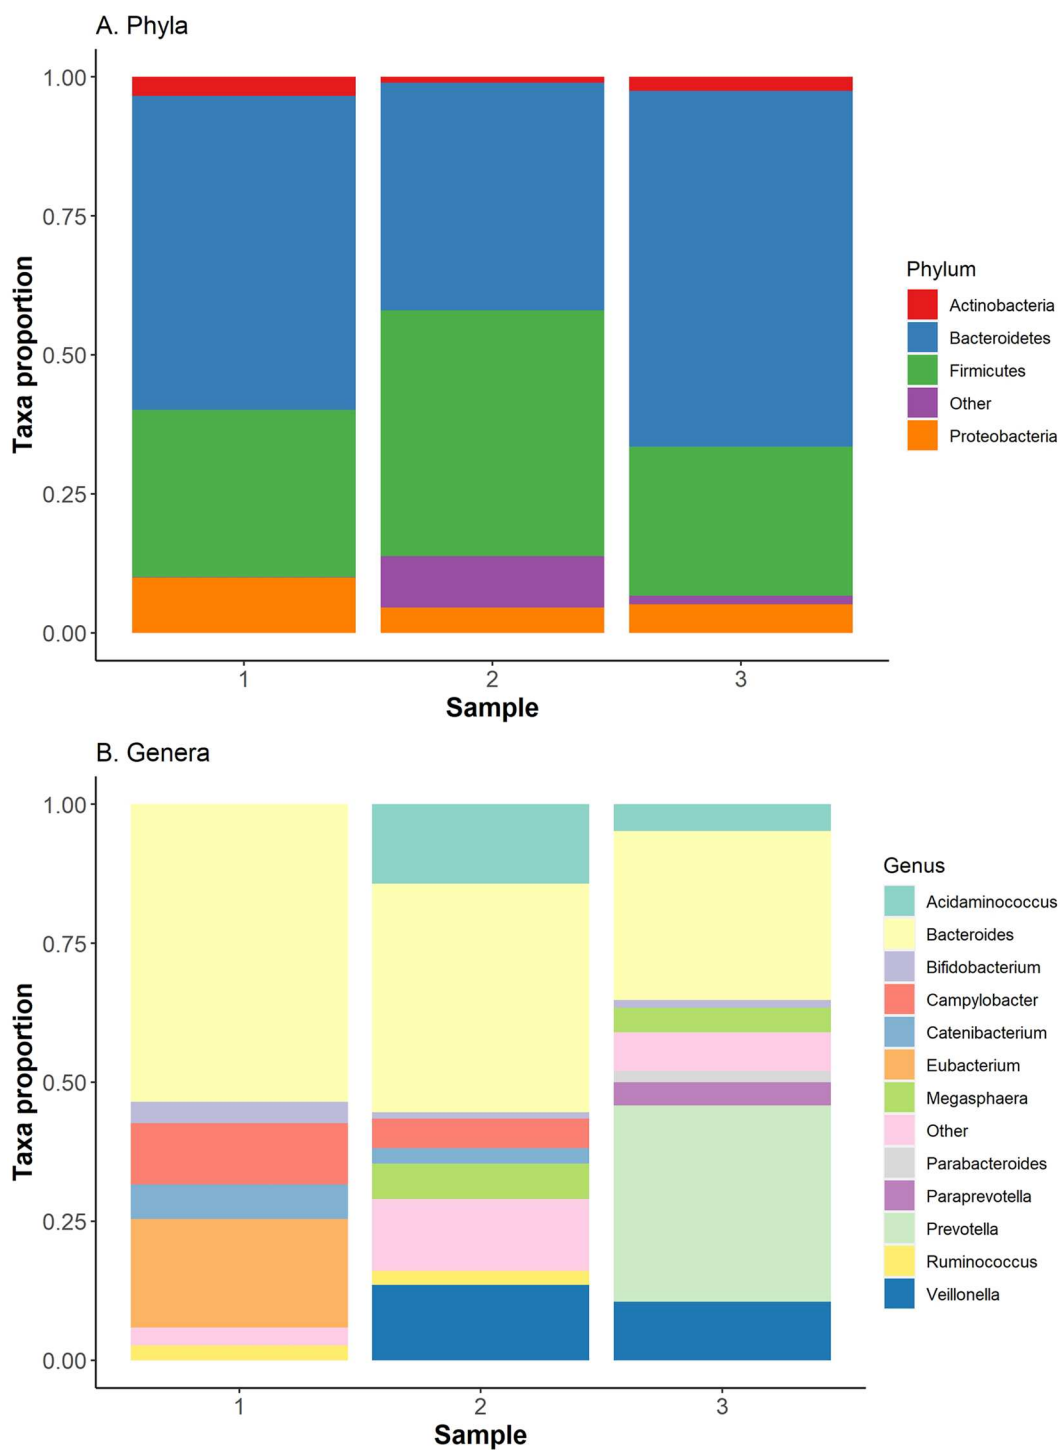 A. Phyla
1.00
0.75
0.50
0.25
0.00
Taxa proportion
1 2 3
Sample
Phylum
Actinobacteria
Bacteroidetes
Firmicutes
Other
Proteobacteria
B. Genera
1.00
0.75
0.50
0.25
0.00
Taxa proportion
1 2 3
Sample
Genus
Acidaminococcus
Bacteroides
Bifidobacterium
Campylobacter
Catenibacterium
Eubacterium
Megasphaera
Other
Parabacteroides
Paraprevotella
Prevotella
Ruminococcus
Veillonella